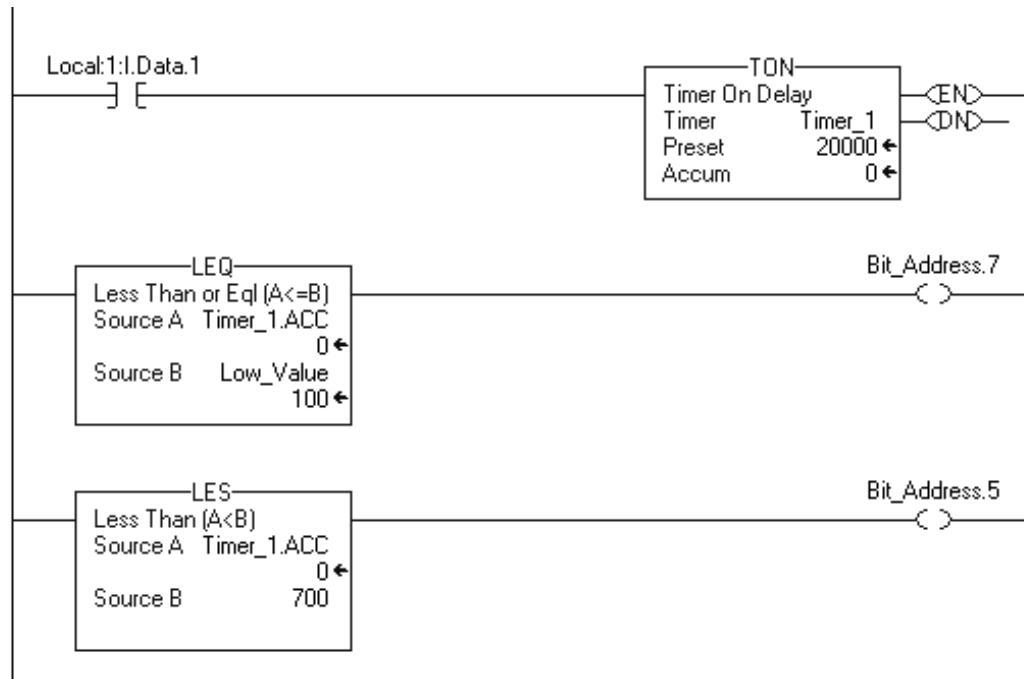 Local:1:I.Data.1
TON
Timer On Delay
Timer Timer_1
Preset 20000
Accum 0
EN
DN
LEQ
Less Than or Eql (A<=B)
Source A Timer_1.ACC
0
Source B Low_Value
100
Bit_Address.7
LES
Less Than (A<B)
Source A Timer_1.ACC
0
Source B 700
Bit_Address.5